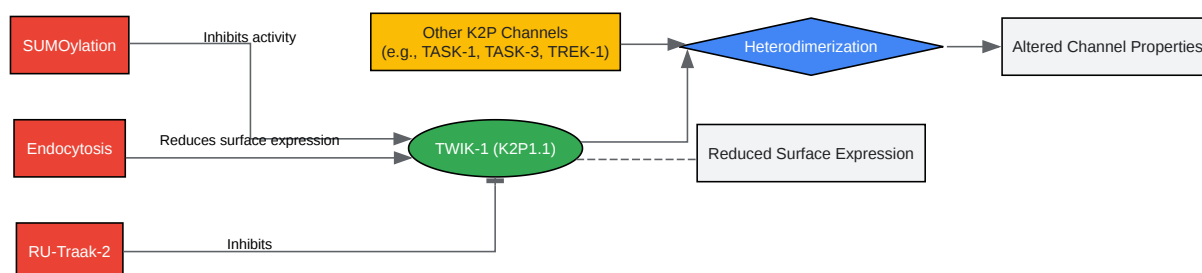 SUMOylation
Inhibits activity
Other K2P Channels
(e.g., TASK-1, TASK-3, TREK-1)
Heterodimerization
Altered Channel Properties
Endocytosis
Reduces surface expression
TWIK-1 (K2P1.1)
Reduced Surface Expression
RU-Traak-2
Inhibits